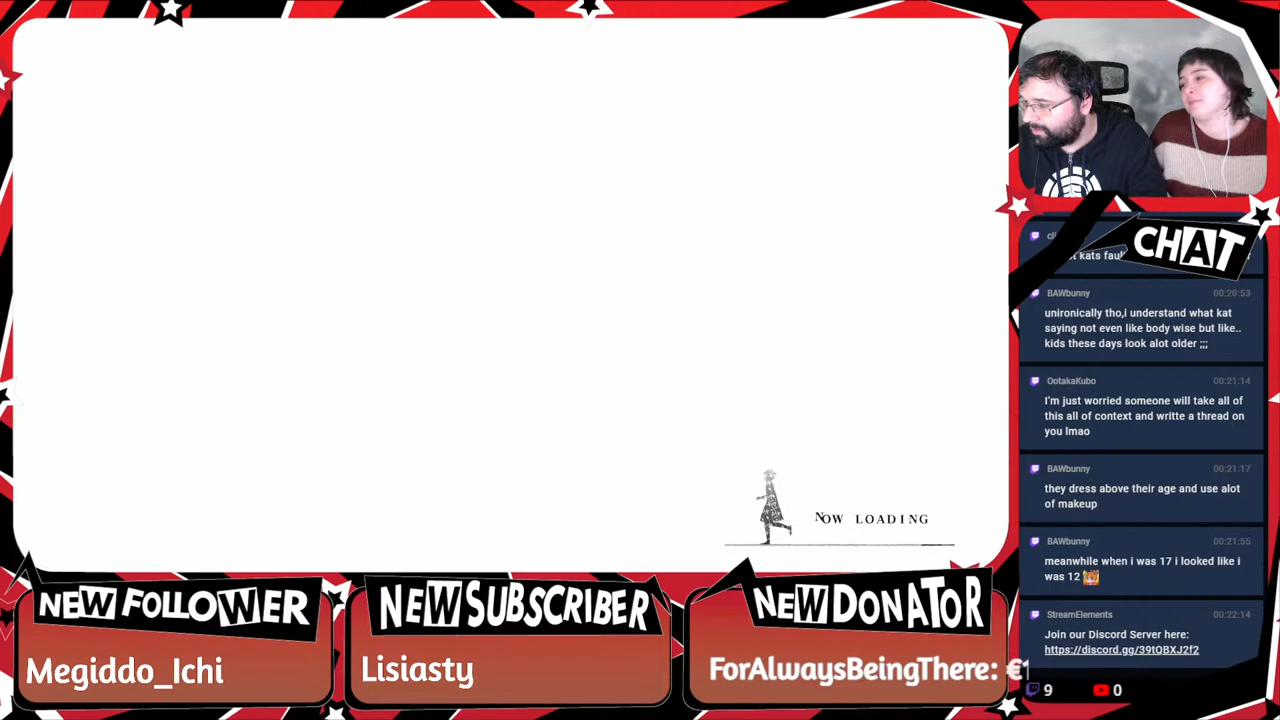 NOW LOADING
CHAT
BAWbunny 00:20:53
unironically tho,i understand what kat
saying not even like body wise but like..
kids these days look alot older ;;;
OotakaKubo 00:21:14
I'm just worried someone will take all of
this all of context and writte a thread on
you lmao
BAWbunny 00:21:17
they dress above their age and use alot
of makeup
BAWbunny 00:21:55
meanwhile when i was 17 i looked like i
was 12
StreamElements 00:22:14
Join our Discord Server here:
https://discord.gg/39tQBXJ2f2
9 0
NEW FOLLOWER
Megiddo_Ichi
NEW SUBSCRIBER
Lisiasty
NEW DONATOR
ForAlwaysBeingThere: €1